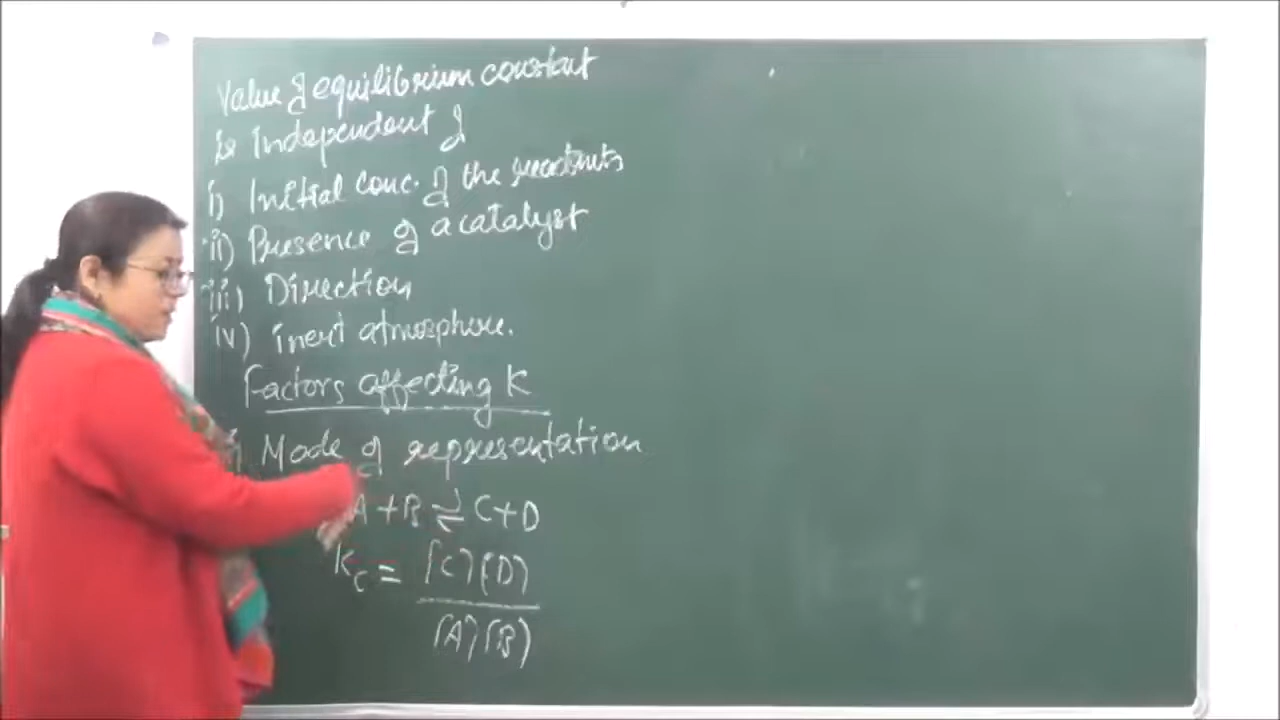 Value of equilibrium constant
is independent of
i) Initial conc. of the reactants
ii) Presence of a catalyst
iii) Direction
iv) inert atmosphere.
Factors affecting K
i) Mode of representation
A + B ⇌ C + D
Kc = [C] [D]
[A] [B]